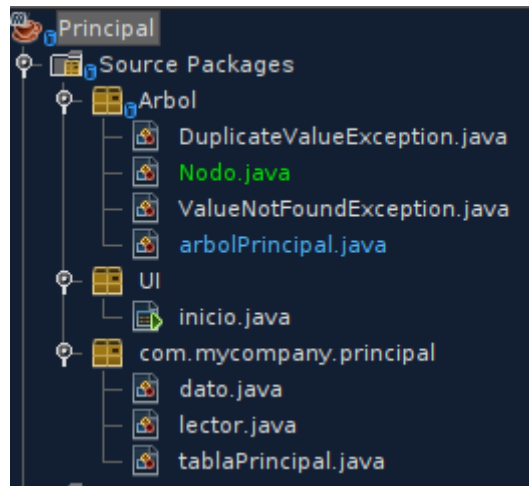 Principal
Source Packages
Arbol
DuplicateValueException.java
Nodo.java
ValueNotFoundException.java
arbolPrincipal.java
UI
inicio.java
com.mycompany.principal
dato.java
lector.java
tablaPrincipal.java